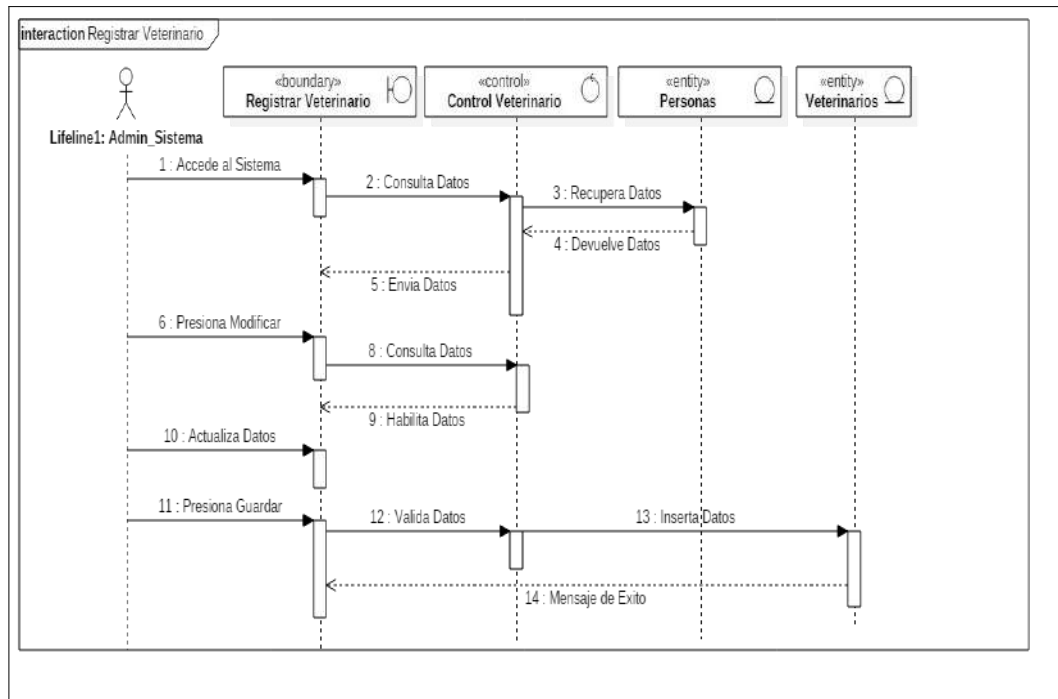 interaction Registrar Veterinario
«boundary»
Registrar Veterinario
«control»
Control Veterinario
«entity»
Personas
«entity»
Veterinarios
Lifeline1: Admin_Sistema
1 : Accede al Sistema
2 : Consulta Datos
3 : Recupera Datos
4 : Devuelve Datos
5 : Envia Datos
6 : Presiona Modificar
8 : Consulta Datos
9 : Habilita Datos
10 : Actualiza Datos
11 : Presiona Guardar
12 : Valida Datos
13 : Inserta Datos
14 : Mensaje de Exito